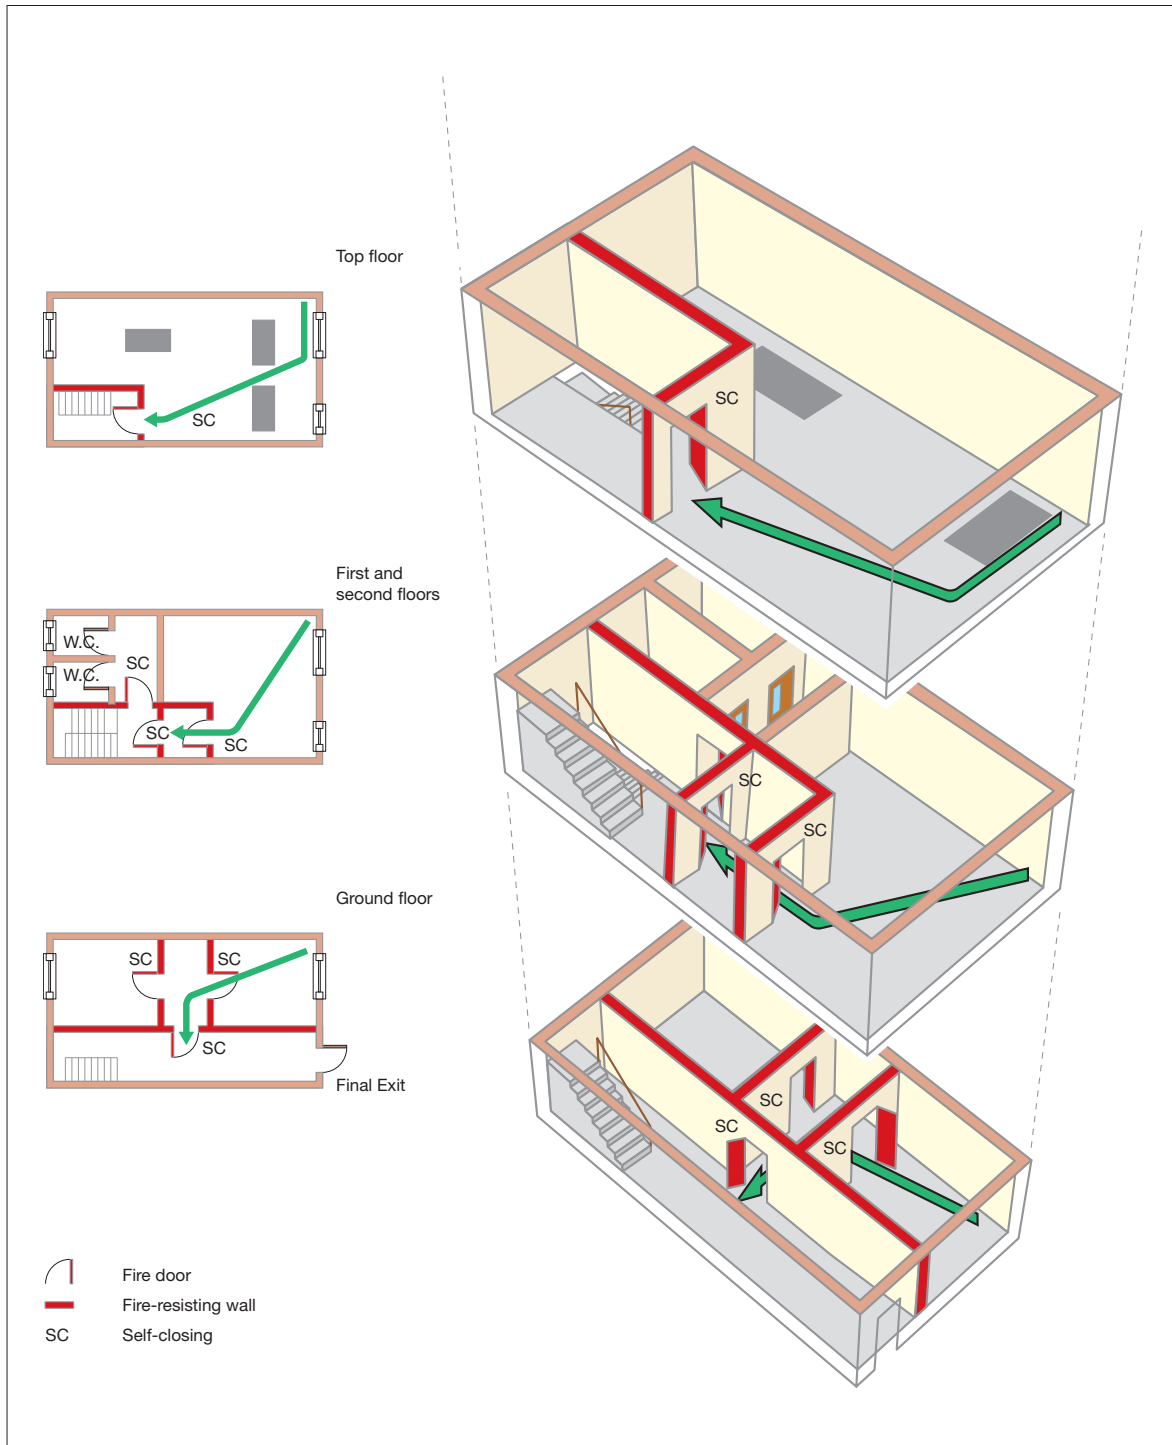 Top floor
SC
SC
First and
second floors
W.C.
W.C.
SC
SC
SC
SC
SC
Ground floor
SC
SC
SC
Final Exit
SC
SC
SC
Fire door
Fire-resisting wall
SC
Self-closing